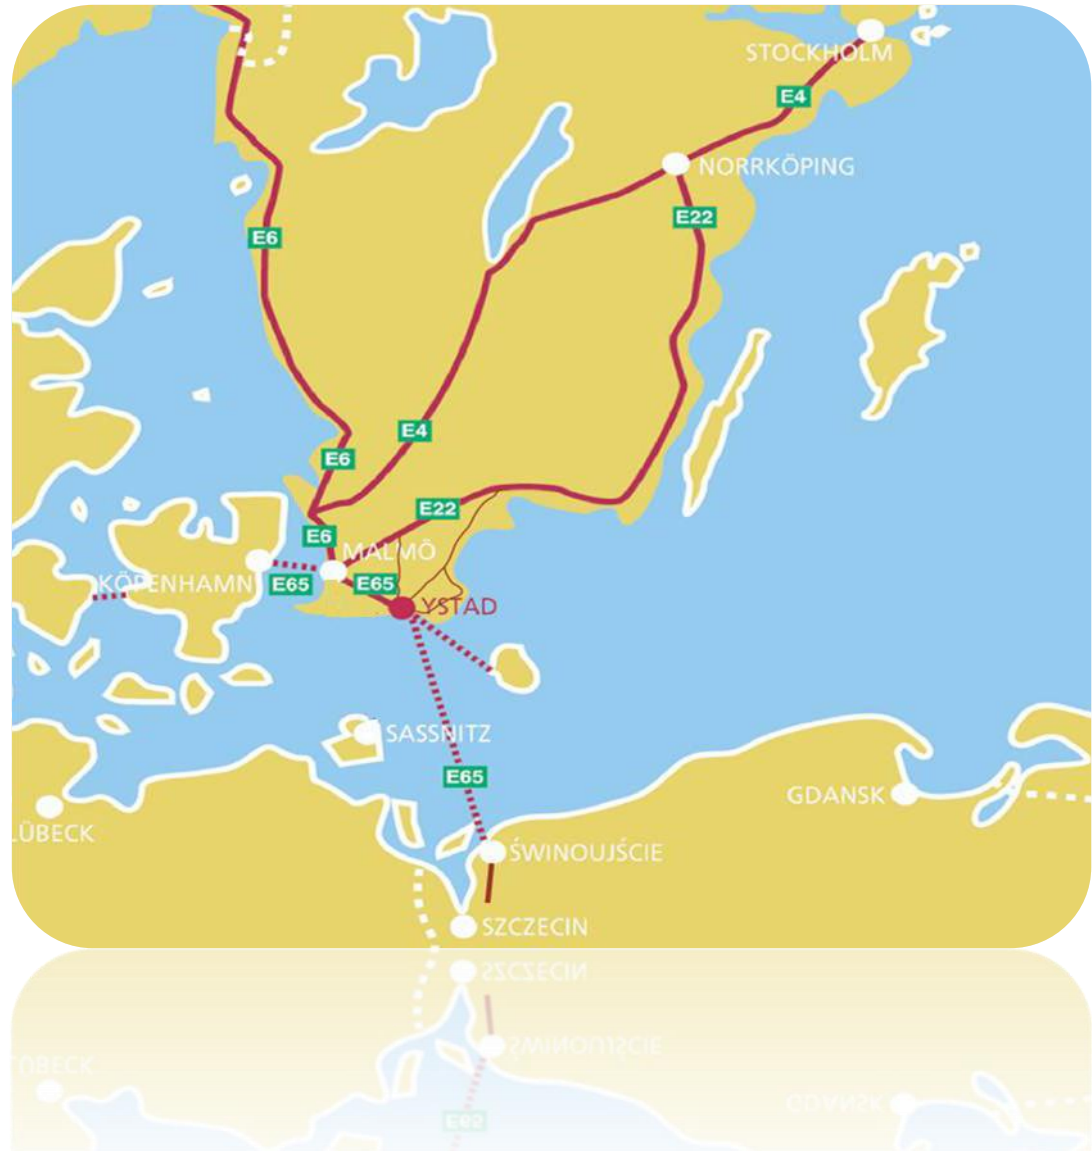 STOCKHOLM
E4
NORRKÖPING
E22
E6
E4
E6
E22
E6
MALMÖ
KÖPENHAMN
E65
E65
YSTAD
SASSNITZ
E65
GDANSK
LÜBECK
ŚWINOUJŚCIE
SZCZECIN